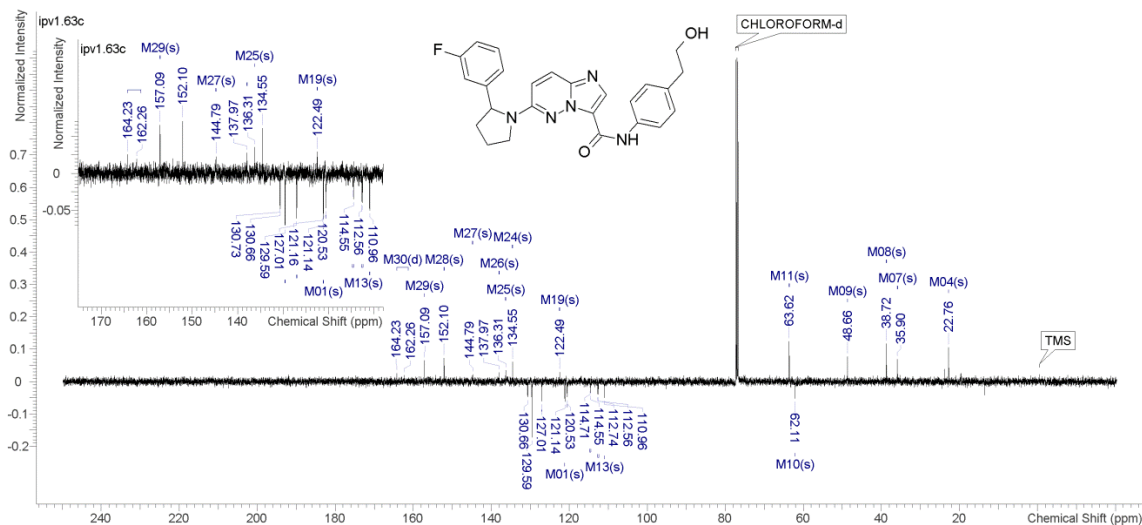 ipv1.63c
Normalized Intensity
ipv1.63c
Normalized Intensity
M29(s)
M27(s)
M25(s)
M19(s)
164.23
162.26
157.09
152.10
144.79
137.97
136.31
134.55
122.49
0
-0.05
130.73
130.66
129.59
127.01
121.16
121.14
120.53
114.55
112.56
110.96
M01(s)
M13(s)
170
160
150
140
130
120
Chemical Shift (ppm)
F
N
N
N
N
O
NH
OH
CHLOROFORM-d
TMS
0.7
0.6
0.5
0.4
0.3
0.2
0.1
0
-0.1
-0.2
M27(s)
M24(s)
M30(d)
M28(s)
M26(s)
M29(s)
M25(s)
M19(s)
164.23
162.26
157.09
152.10
144.79
137.97
136.31
134.55
122.49
130.66
129.59
127.01
121.14
120.53
114.71
114.55
112.74
112.56
110.96
M01(s)
M13(s)
M11(s)
63.62
M09(s)
48.66
M08(s)
38.72
M07(s)
35.90
M04(s)
22.76
62.11
M10(s)
240
220
200
180
160
140
120
100
80
60
40
20
Chemical Shift (ppm)